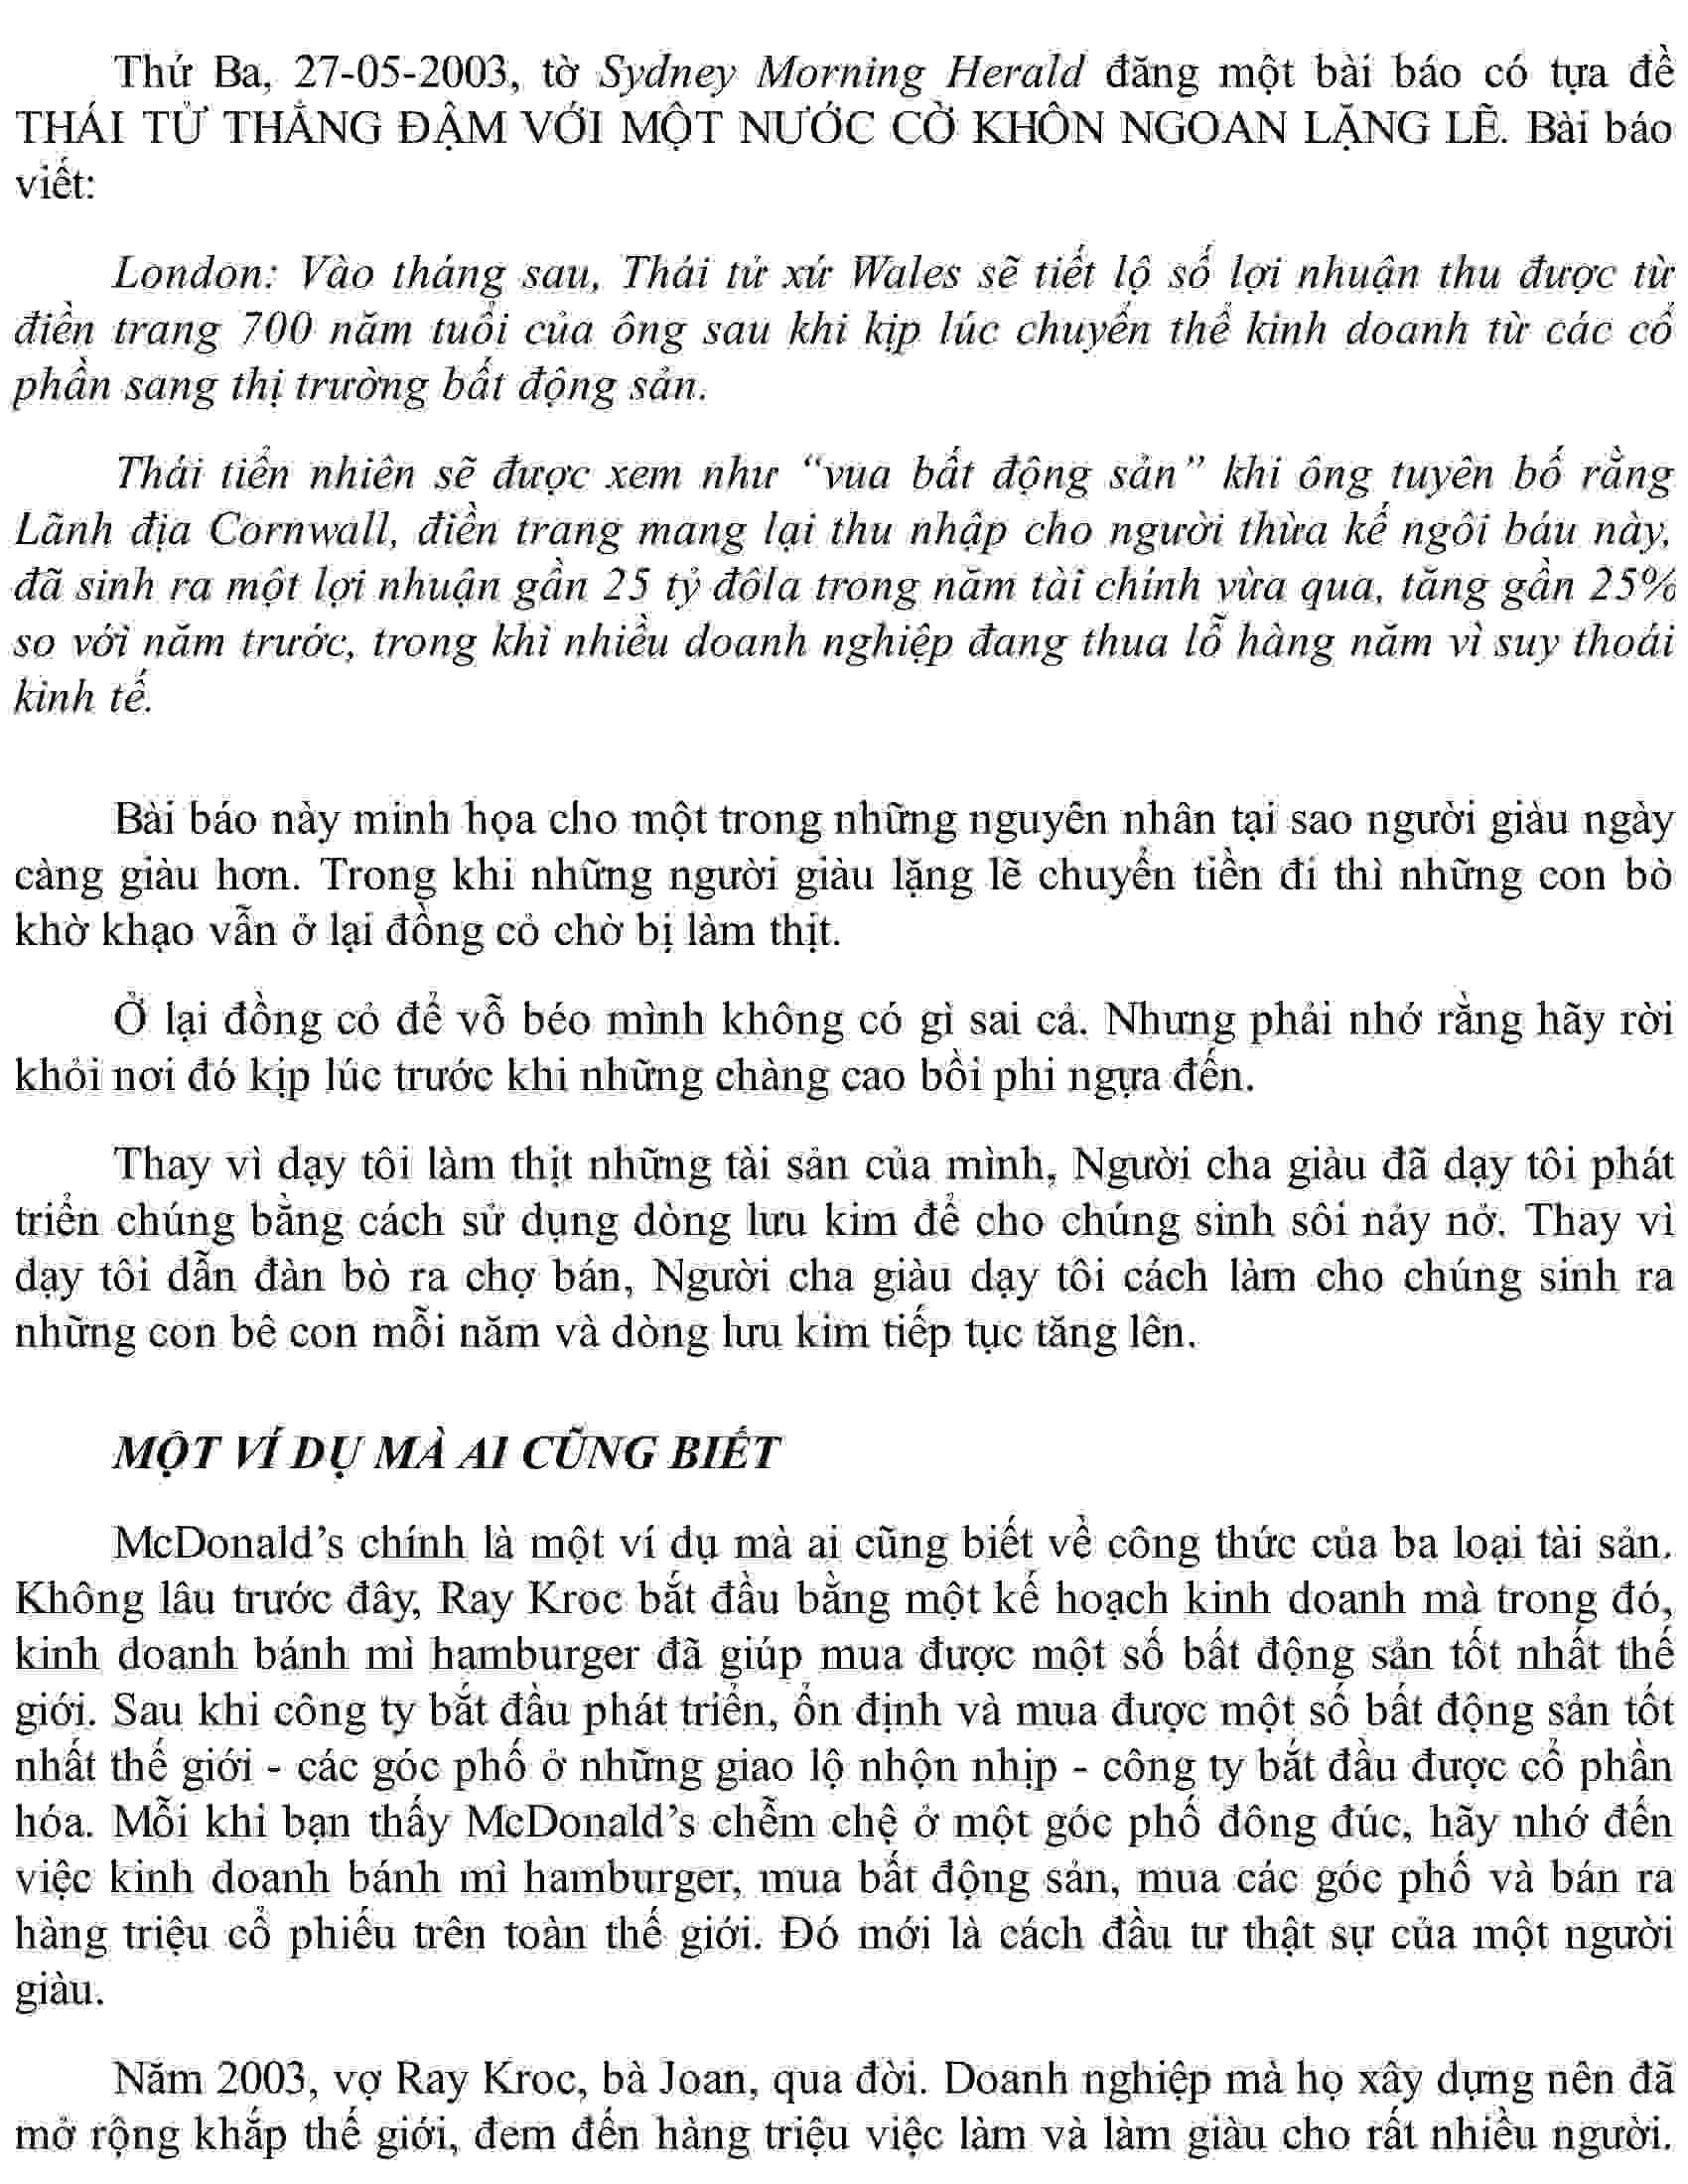 Thứ Ba, 27-05-2003, tờ Sydney Morning Herald đăng một bài báo có tựa đề
THÁI TỬ THẮNG ĐẬM VỚI MỘT NƯỚC CỜ KHÔN NGOAN LẶNG LẼ. Bài báo
viết:
London: Vào tháng sau, Thái tử xứ Wales sẽ tiết lộ số lợi nhuận thu được từ
điền trang 700 năm tuổi của ông sau khi kịp lúc chuyển thể kinh doanh từ các cổ
phần sang thị trường bất động sản.
Thái tiển nhiên sẽ được xem như “vua bất động sản” khi ông tuyên bố rằng
Lãnh địa Cornwall, điền trang mang lại thu nhập cho người thừa kế ngôi báu này,
đã sinh ra một lợi nhuận gần 25 tỷ đôla trong năm tài chính vừa qua, tăng gần 25%
so với năm trước, trong khi nhiều doanh nghiệp đang thua lỗ hàng năm vì suy thoái
kinh tế.
Bài báo này minh họa cho một trong những nguyên nhân tại sao người giàu ngày
càng giàu hơn. Trong khi những người giàu lặng lẽ chuyển tiền đi thì những con bò
khờ khạo vẫn ở lại đồng cỏ chờ bị làm thịt.
Ở lại đồng cỏ để vỗ béo mình không có gì sai cả. Nhưng phải nhớ rằng hãy rời
khỏi nơi đó kịp lúc trước khi những chàng cao bồi phi ngựa đến.
Thay vì dạy tôi làm thịt những tài sản của mình, Người cha giàu đã dạy tôi phát
triển chúng bằng cách sử dụng dòng lưu kim để cho chúng sinh sôi nảy nở. Thay vì
dạy tôi dẫn đàn bò ra chợ bán, Người cha giàu dạy tôi cách làm cho chúng sinh ra
những con bê con mỗi năm và dòng lưu kim tiếp tục tăng lên.
MỘT VÍ DỤ MÀ AI CŨNG BIẾT
McDonald’s chính là một ví dụ mà ai cũng biết về công thức của ba loại tài sản.
Không lâu trước đây, Ray Kroc bắt đầu bằng một kế hoạch kinh doanh mà trong đó,
kinh doanh bánh mì hamburger đã giúp mua được một số bất động sản tốt nhất thế
giới. Sau khi công ty bắt đầu phát triển, ổn định và mua được một số bất động sản tốt
nhất thế giới - các góc phố ở những giao lộ nhộn nhịp - công ty bắt đầu được cổ phần
hóa. Mỗi khi bạn thấy McDonald’s chễm chệ ở một góc phố đông đúc, hãy nhớ đến
việc kinh doanh bánh mì hamburger, mua bất động sản, mua các góc phố và bán ra
hàng triệu cổ phiếu trên toàn thế giới. Đó mới là cách đầu tư thật sự của một người
giàu.
Năm 2003, vợ Ray Kroc, bà Joan, qua đời. Doanh nghiệp mà họ xây dựng nên đã
mở rộng khắp thế giới, đem đến hàng triệu việc làm và làm giàu cho rất nhiều người.